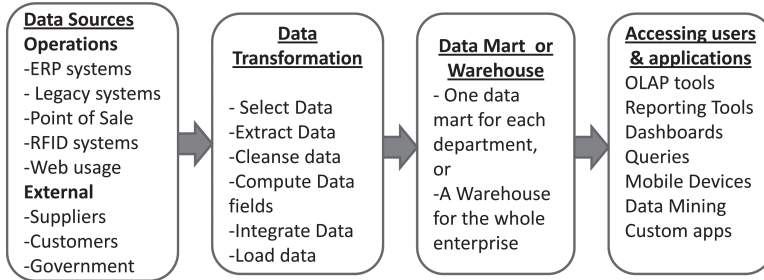 Data Sources
Operations
-ERP systems
- Legacy systems
-Point of Sale
-RFID systems
-Web usage
External
-Suppliers
-Customers
-Government
Data
Transformation
- Select Data
-Extract Data
-Cleanse data
-Compute Data
fields
-Integrate Data
-Load data
Data Mart or
Warehouse
- One data
mart for each
department,
or
-A Warehouse
for the whole
enterprise
Accessing users
& applications
OLAP tools
Reporting Tools
Dashboards
Queries
Mobile Devices
Data Mining
Custom apps